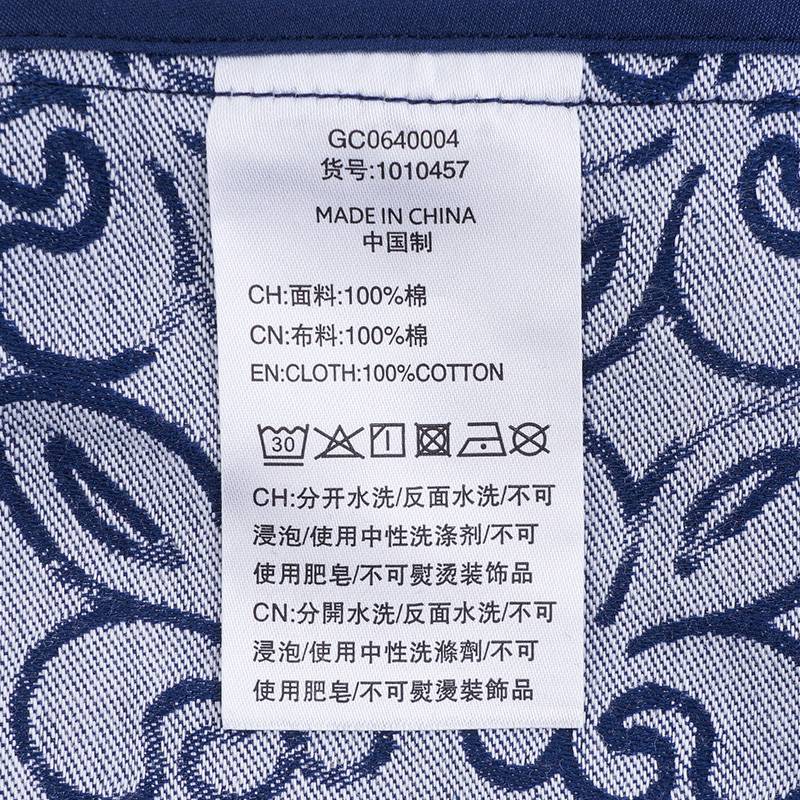 GC0640004
货号:1010457
MADE IN CHINA
中国制
CH:面料:100%棉
CN:布料:100%棉
EN:CLOTH:100%COTTON
30
CH:分开水洗/反面水洗/不可
浸泡/使用中性洗涤剂/不可
使用肥皂/不可熨烫装饰品
CN:分開水洗/反面水洗/不可
浸泡/使用中性洗滌劑/不可
使用肥皂/不可熨燙裝飾品